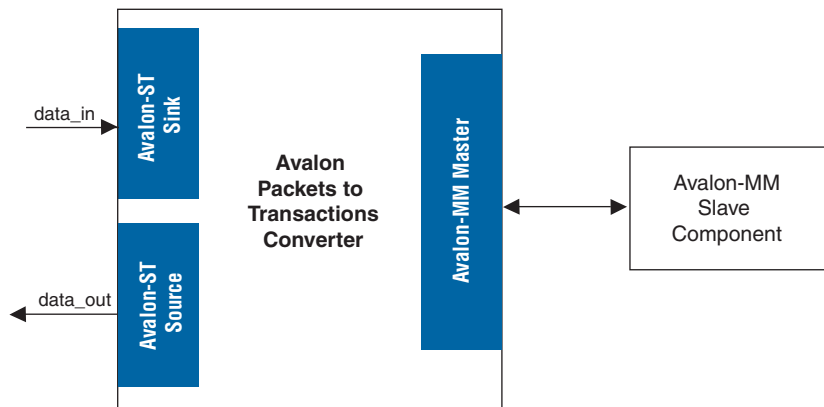 data_in
Avalon-ST
Sink
Avalon
Packets to
Transactions
Converter
Avalon-MM Master
Avalon-MM
Slave
Component
data_out
Avalon-ST
Source